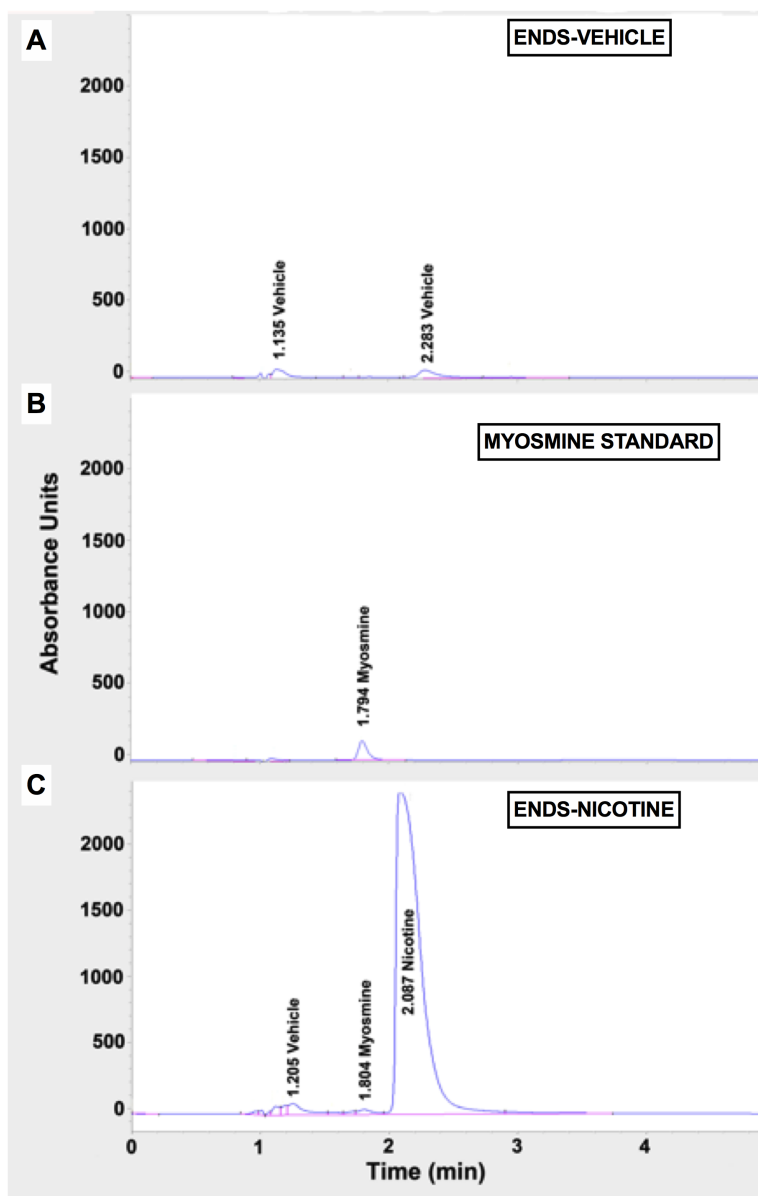 A
ENDS-VEHICLE
2000
1500
1000
500
0
1.135 Vehicle
2.283 Vehicle
B
MYOSMINE STANDARD
Absorbance Units
2000
1500
1000
500
0
1.794 Myosmine
C
ENDS-NICOTINE
2000
1500
1000
500
0
1.205 Vehicle
1.804 Myosmine
2.087 Nicotine
0
1
2
3
4
Time (min)